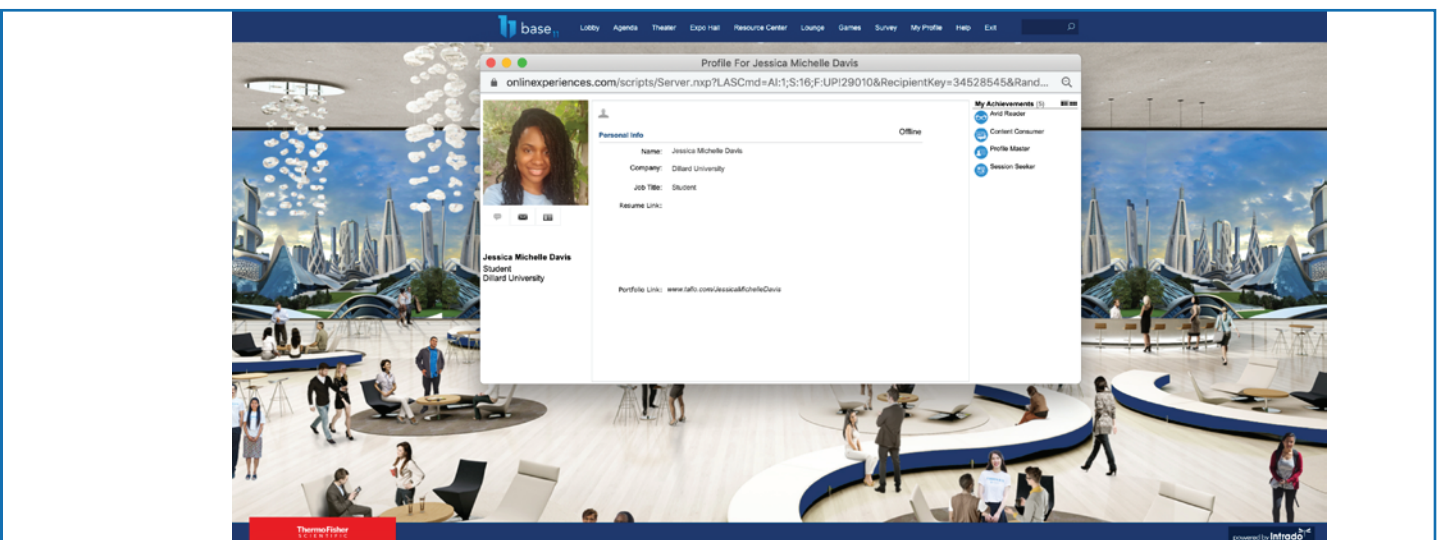 base 11
Lobby Agenda Theater Expo Hall Resource Center Lounge Games Survey My Profile Help Exit
Profile For Jessica Michelle Davis
onlinexperiences.com/scripts/Server.nxp?LASCmd=AI:1;S:16;F:UP!29010&RecipientKey=34528545&Rand...
My Achievements (5)
Avid Reader
Content Consumer
Profile Master
Session Seeker
Personal Info Offline
Name: Jessica Michelle Davis
Company: Dillard University
Job Title: Student
Resume Link:
Portfolio Link: www.tallo.com/JessicaMichelleDavis
Jessica Michelle Davis
Student
Dillard University
ThermoFisher
SCIENTIFIC
powered by Intrado